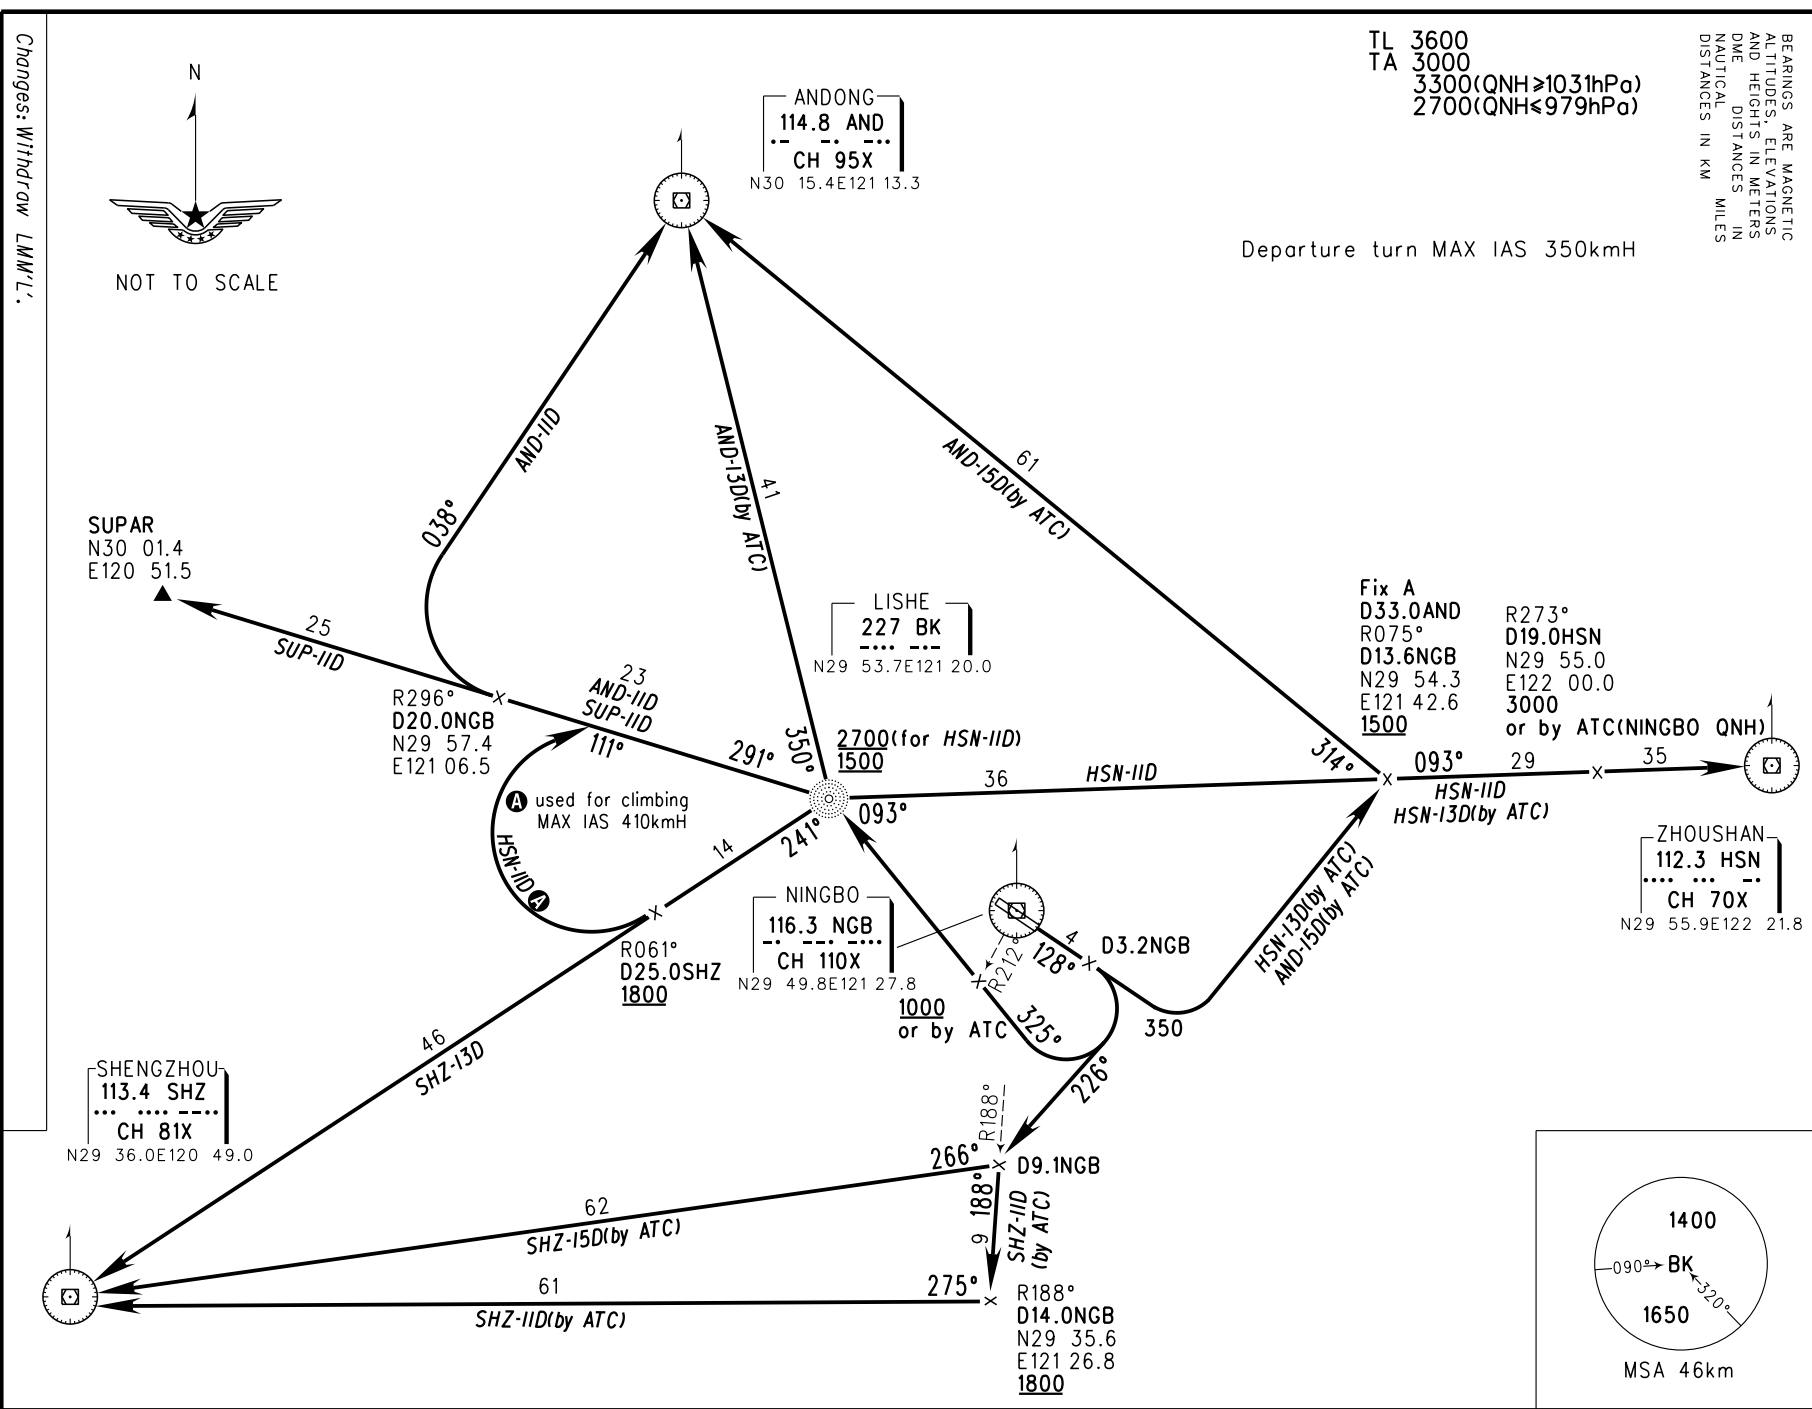 Changes: Withdraw LMM'L'.
N
NOT TO SCALE
TL 3600
TA 3000
3300(QNH≥1031hPa)
2700(QNH≤979hPa)
BEARINGS ARE MAGNETIC
ALTITUDES, ELEVATIONS
AND HEIGHTS IN METERS
DME DISTANCES IN
NAUTICAL MILES
DISTANCES IN KM
Departure turn MAX IAS 350kmH
ANDONG
114.8 AND
CH 95X
N30 15.4E121 13.3
AND-11D
038°
AND-13D(by ATC)
41
61
AND-15D(by ATC)
SUPAR
N30 01.4
E120 51.5
25
SUP-11D
23
AND-11D
SUP-11D
111°
291°
350°
R296°
D20.0NGB
N29 57.4
E121 06.5
LISHE
227 BK
N29 53.7E121 20.0
2700(for HSN-11D)
1500
Fix A
D33.0AND
R075°
D13.6NGB
N29 54.3
E121 42.6
1500
R273°
D19.0HSN
N29 55.0
E122 00.0
3000
or by ATC(NINGBO QNH)
314°
093°
29
35
HSN-11D
HSN-13D(by ATC)
36
HSN-11D
093°
A used for climbing
MAX IAS 410kmH
HSN-11D A
14
241°
ZHOUSHAN
112.3 HSN
CH 70X
N29 55.9E122 21.8
NINGBO
116.3 NGB
CH 110X
N29 49.8E121 27.8
R212°
4
128°
D3.2NGB
HSN-13D(by ATC)
AND-15D(by ATC)
350
R061°
D25.0SHZ
1800
1000
or by ATC
325°
226°
46
SHZ-13D
SHENGZHOU
113.4 SHZ
CH 81X
N29 36.0E120 49.0
R188°
266°
D9.1NGB
62
SHZ-15D(by ATC)
188°
9
SHZ-11D
(by ATC)
61
SHZ-11D(by ATC)
275°
R188°
D14.0NGB
N29 35.6
E121 26.8
1800
1400
090°
BK
320°
1650
MSA 46km